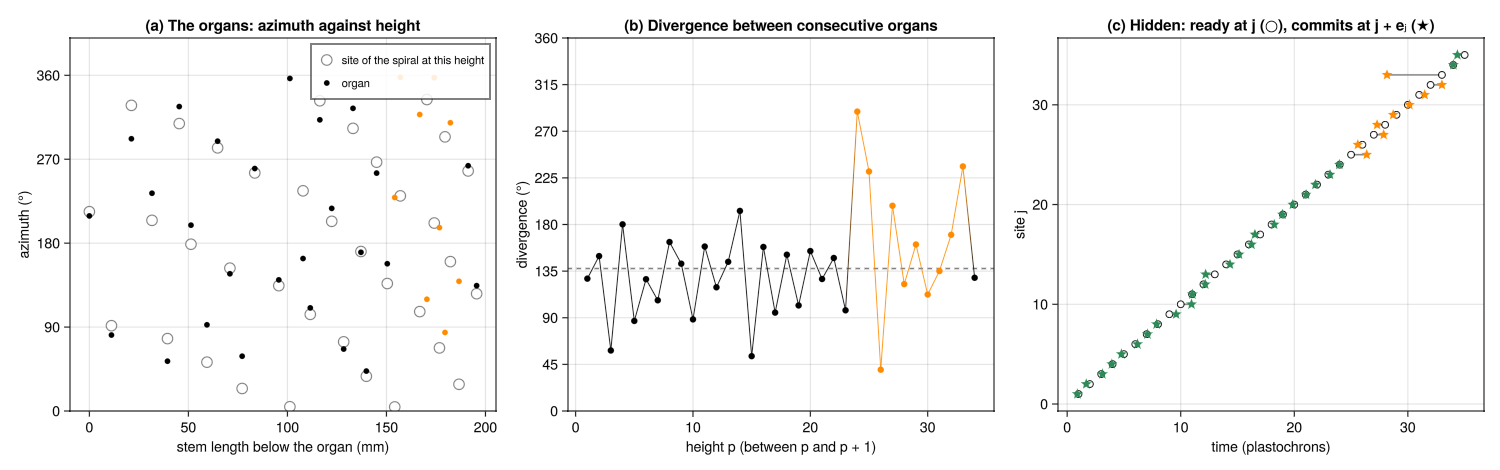 (a) The organs: azimuth against height
azimuth (°)
360
270
180
90
0
site of the spiral at this height
organ
0 50 100 150 200
stem length below the organ (mm)
(b) Divergence between consecutive organs
divergence (°)
360
315
270
225
180
135
90
45
0
0 10 20 30
height p (between p and p + 1)
(c) Hidden: ready at j (○), commits at j + eⱼ (★)
site j
30
20
10
0
0 10 20 30
time (plastochrons)